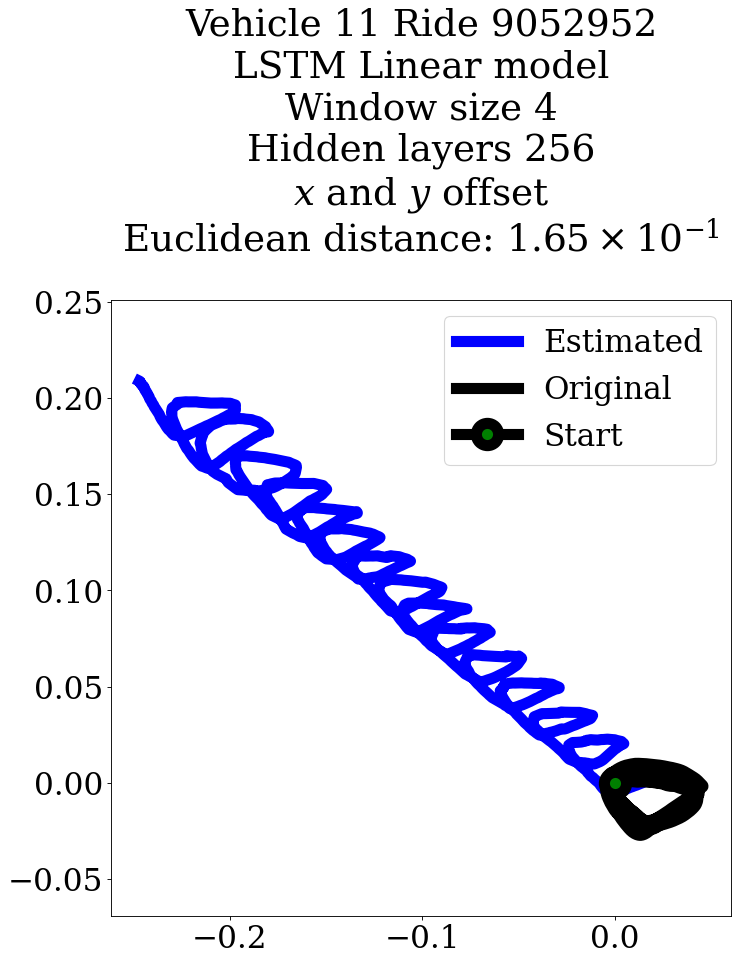 Vehicle 11 Ride 9052952
LSTM Linear model
Window size 4
Hidden layers 256
x and y offset
Euclidean distance: 1.65 × 10⁻¹
0.25
Estimated
Original
Start
0.20
0.15
0.10
0.05
0.00
−0.05
−0.2
−0.1
0.0